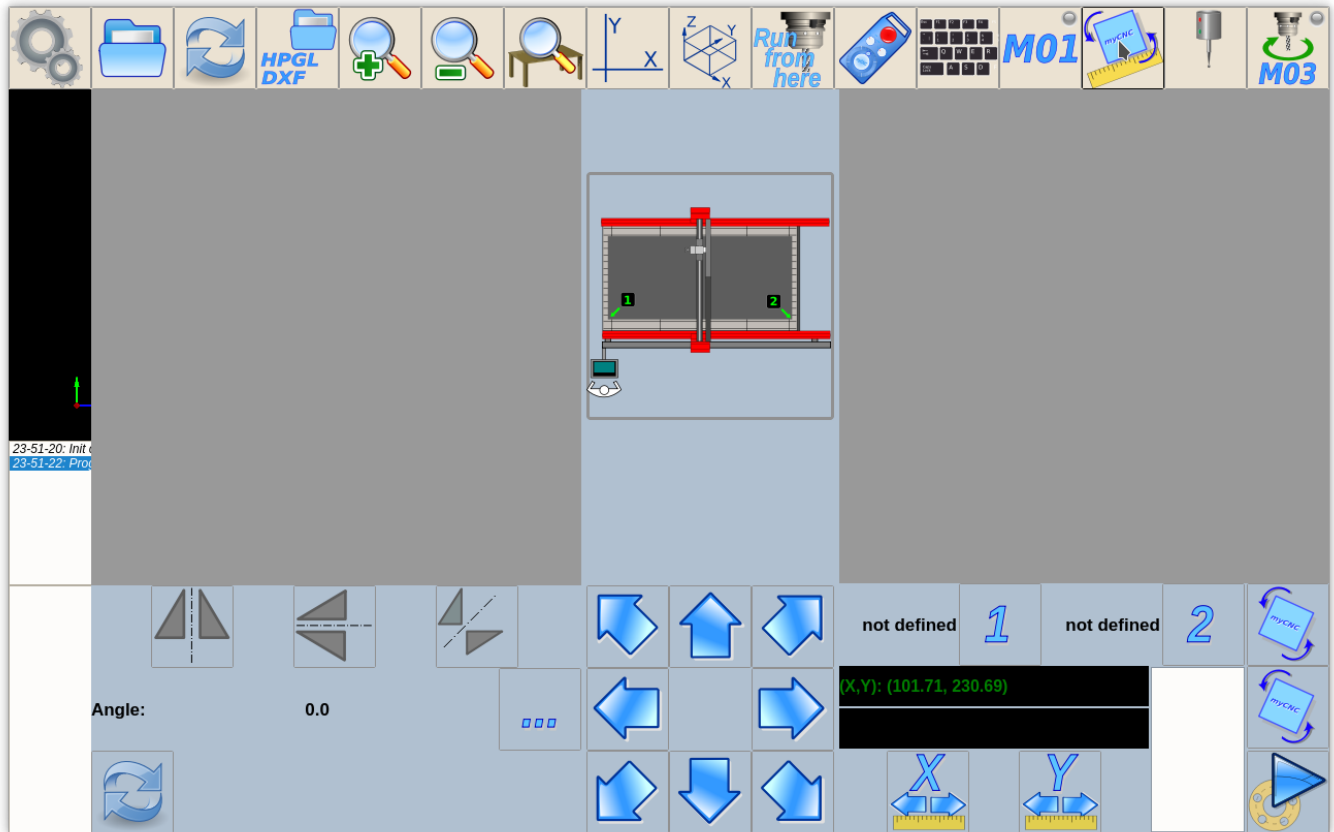 HPGL
DXF
Y
X
Z
Y
X
Run
from
here
M01
myCNC
M03
1
2
23-51-20: Init
23-51-22: Proc
not defined
1
not defined
2
myCNC
(X,Y): (101.71, 230.69)
myCNC
Angle:
0.0
...
X
Y